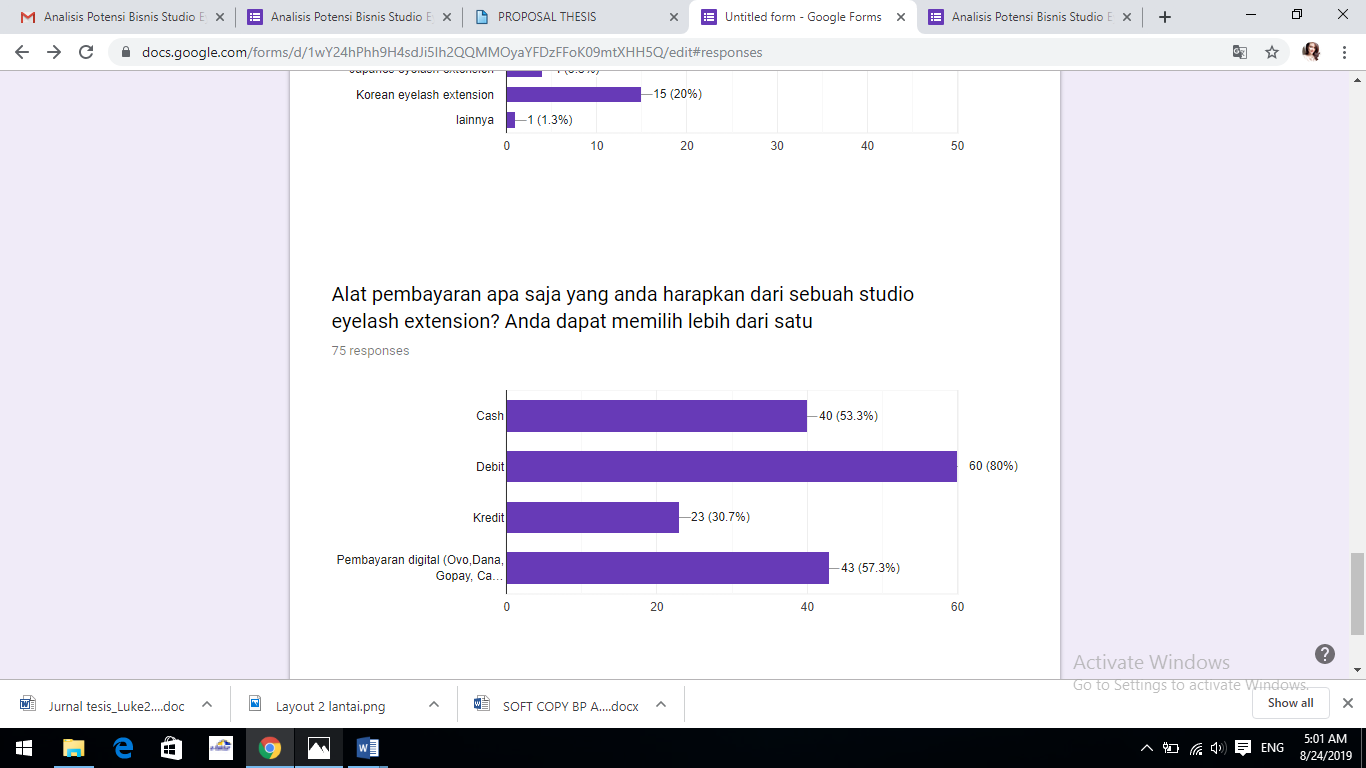 Analisis Potensi Bisnis Studio E
Analisis Potensi Bisnis Studio E
PROPOSAL THESIS
Untitled form - Google Forms
Analisis Potensi Bisnis Studio E
docs.google.com/forms/d/1wY24hPhh9H4sdJi5lh2QQMMOyaYFDzFFoK09mtXHH5Q/edit#responses
Korean eyelash extension
15 (20%)
lainnya
1 (1.3%)
0 10 20 30 40 50
Alat pembayaran apa saja yang anda harapkan dari sebuah studio
eyelash extension? Anda dapat memilih lebih dari satu
75 responses
Cash
40 (53.3%)
Debit
60 (80%)
Kredit
23 (30.7%)
Pembayaran digital (Ovo,Dana,
Gopay, Ca...
43 (57.3%)
0 20 40 60
Activate Windows
Go to Settings to activate Windows.
Jurnal tesis_Luke2....doc
Layout 2 lantai.png
SOFT COPY BP A....docx
Show all
ENG
5:01 AM
8/24/2019